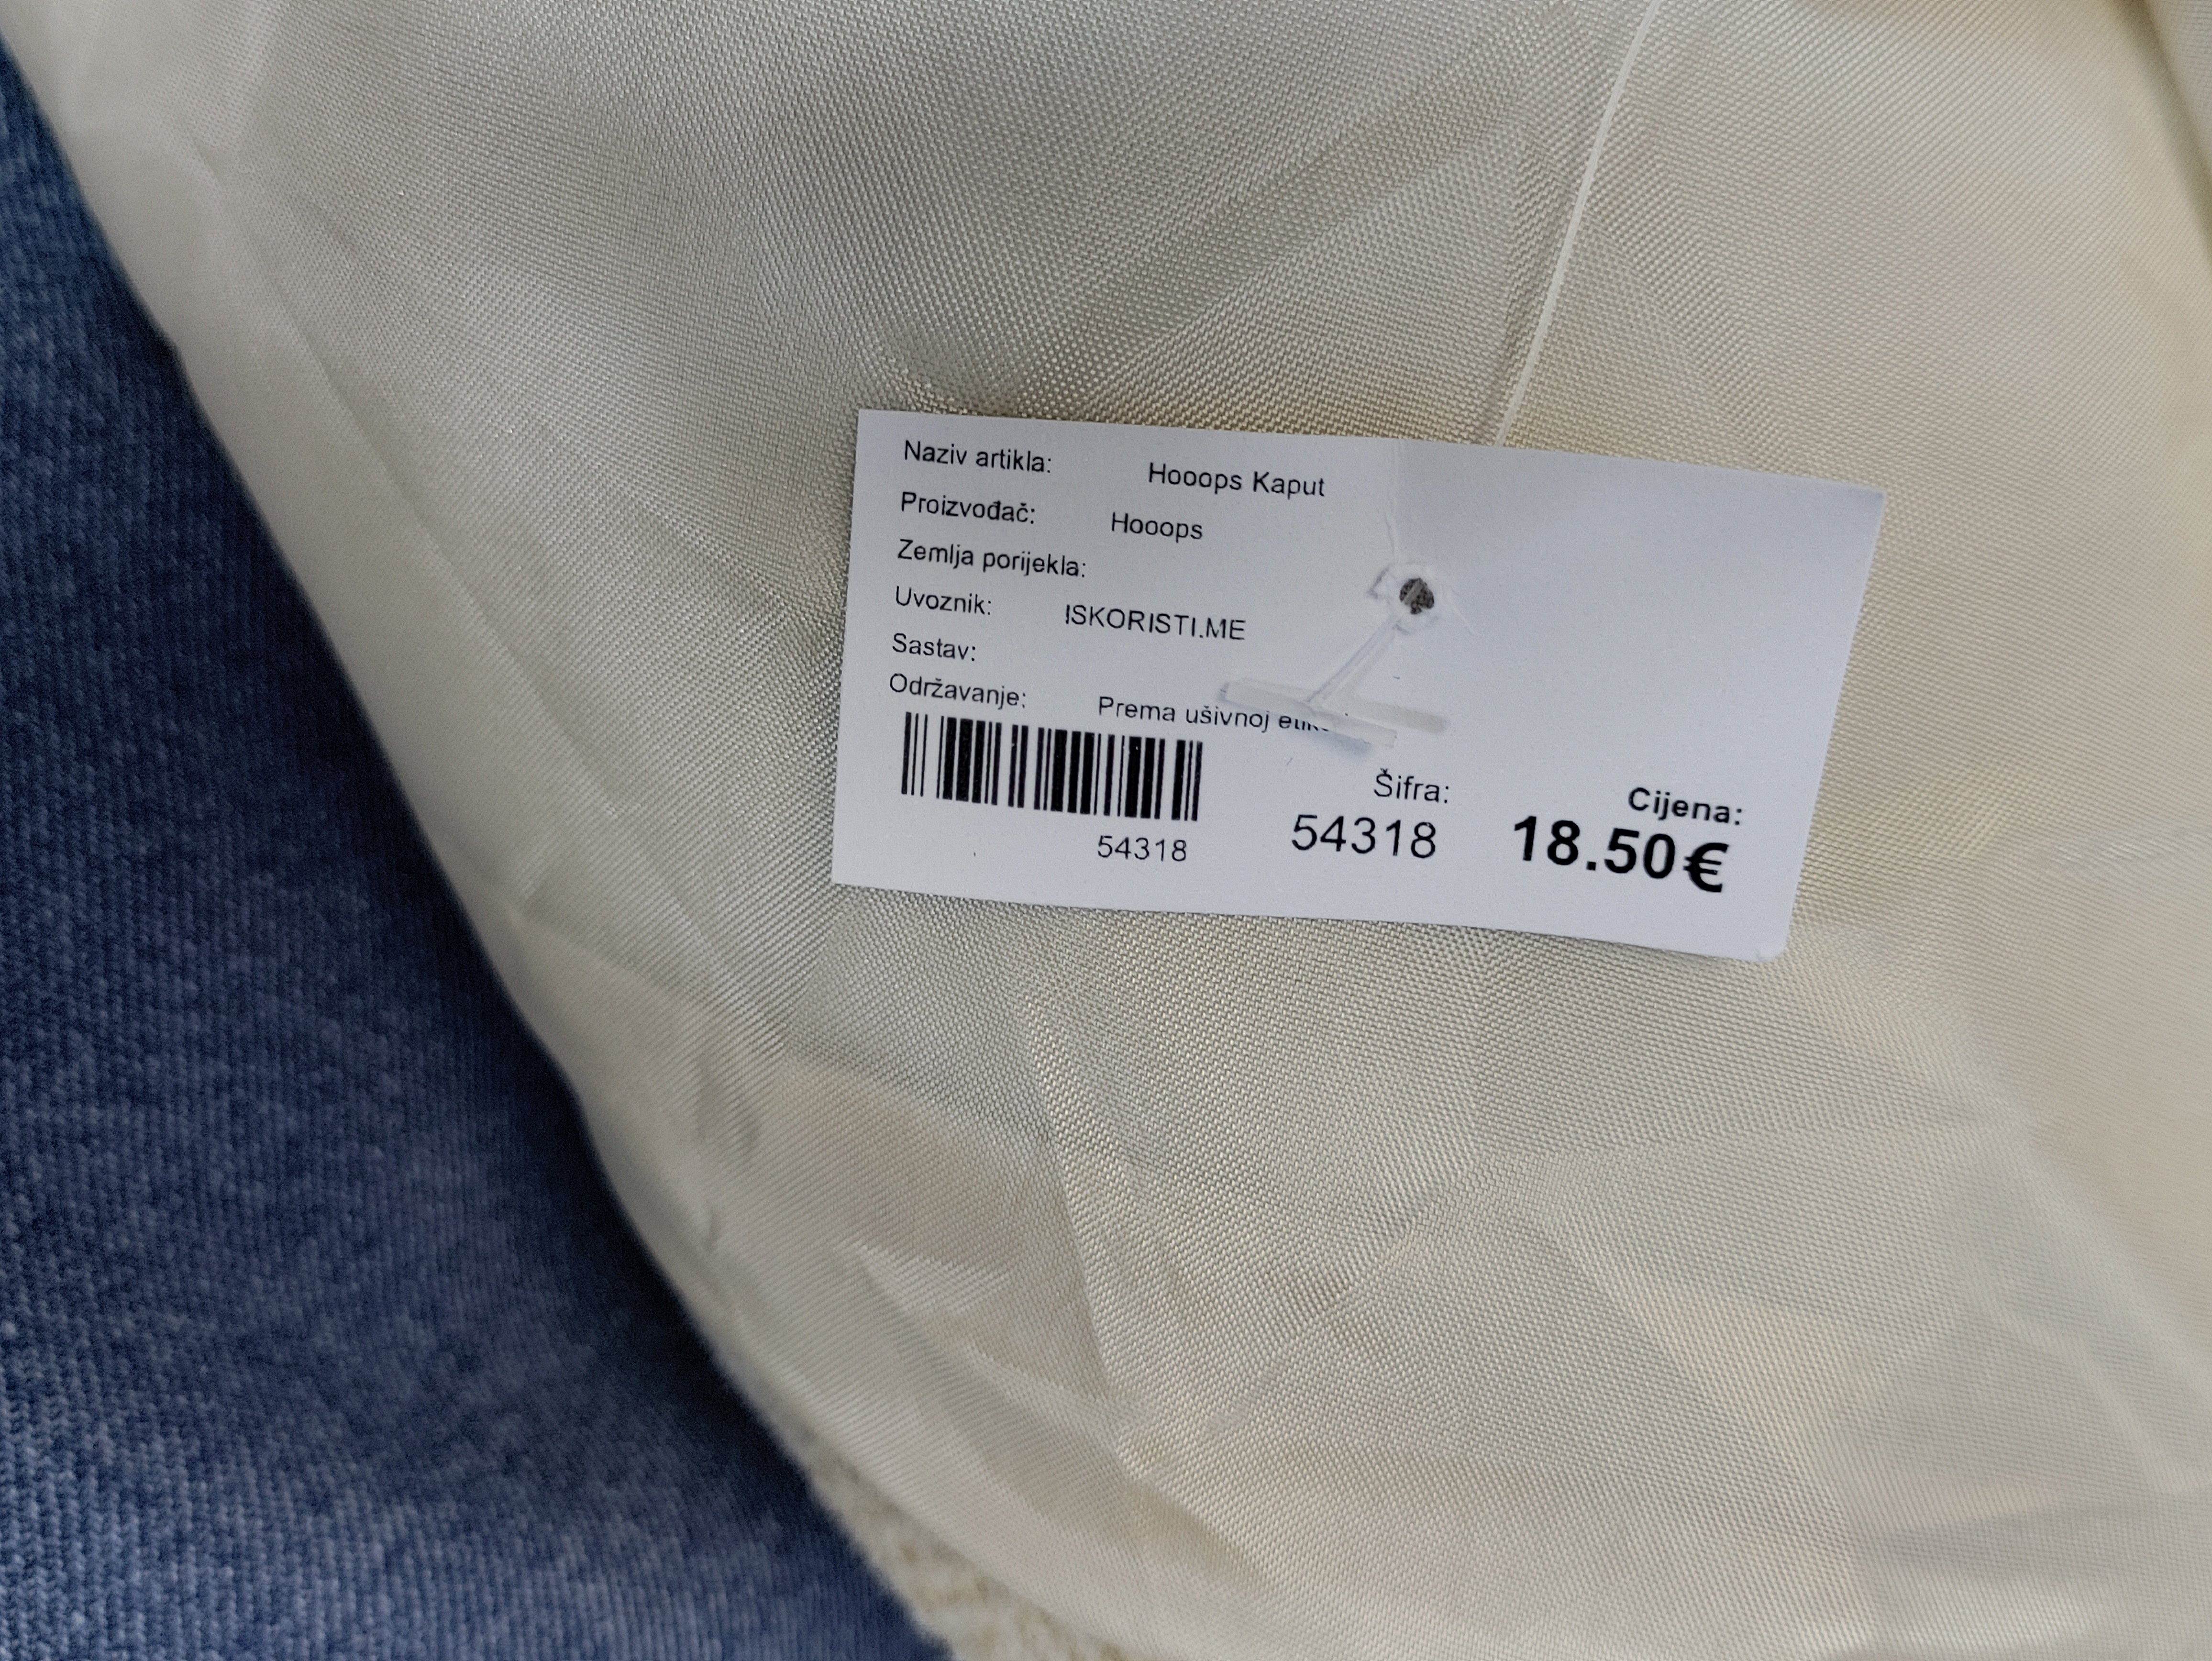 Naziv artikla: Hooops Kaput
Proizvođač: Hooops
Zemlja porijekla:
Uvoznik: ISKORISTI.ME
Sastav:
Održavanje: Prema ušivnoj
54318
Šifra:
54318
Cijena:
18.50€